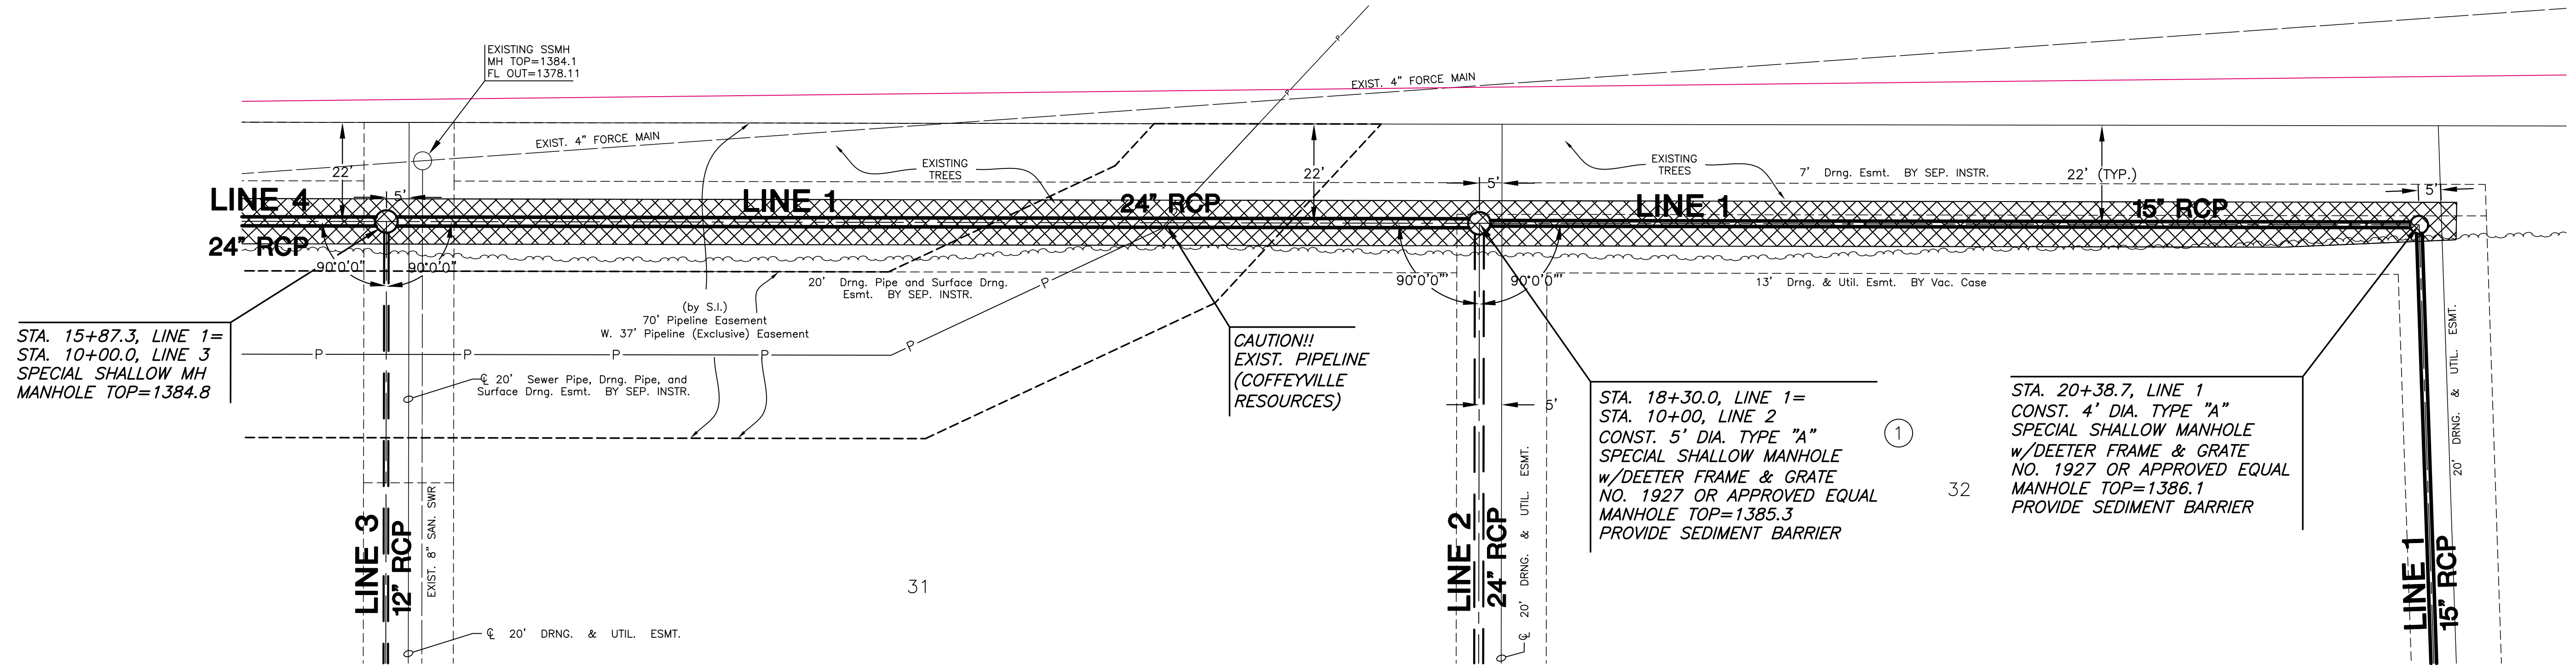 EXISTING SSMH
MH TOP=1384.1
FL OUT=1378.11
EXIST. 4" FORCE MAIN
P
P
EXIST. 4" FORCE MAIN
22'
5'
EXISTING
TREES
22'
5'
EXISTING
TREES
7' Drng. Esmt. BY SEP. INSTR.
22' (TYP.)
5'
LINE 4
LINE 1
24" RCP
LINE 1
15" RCP
24" RCP
90°0'0"
90°0'0"
20' Drng. Pipe and Surface Drng.
Esmt. BY SEP. INSTR.
P
90°0'0"
90°0'0"
13' Drng. & Util. Esmt. BY Vac. Case
(by S.I.)
70' Pipeline Easement
W. 37' Pipeline (Exclusive) Easement
P
P
P
P
P
STA. 15+87.3, LINE 1=
STA. 10+00.0, LINE 3
SPECIAL SHALLOW MH
MANHOLE TOP=1384.8
CAUTION!!
EXIST. PIPELINE
(COFFEYVILLE
RESOURCES)
℄ 20' Sewer Pipe, Drng. Pipe, and
Surface Drng. Esmt. BY SEP. INSTR.
5'
STA. 18+30.0, LINE 1=
STA. 10+00, LINE 2
CONST. 5' DIA. TYPE "A"
SPECIAL SHALLOW MANHOLE
w/DEETER FRAME & GRATE
NO. 1927 OR APPROVED EQUAL
MANHOLE TOP=1385.3
PROVIDE SEDIMENT BARRIER
1
32
STA. 20+38.7, LINE 1
CONST. 4' DIA. TYPE "A"
SPECIAL SHALLOW MANHOLE
w/DEETER FRAME & GRATE
NO. 1927 OR APPROVED EQUAL
MANHOLE TOP=1386.1
PROVIDE SEDIMENT BARRIER
20' DRNG. & UTIL. ESMT.
LINE 3
12" RCP
EXIST. 8" SAN. SWR
31
LINE 2
24" RCP
℄ 20' DRNG. & UTIL. ESMT.
LINE 1
15" RCP
℄ 20' DRNG. & UTIL. ESMT.